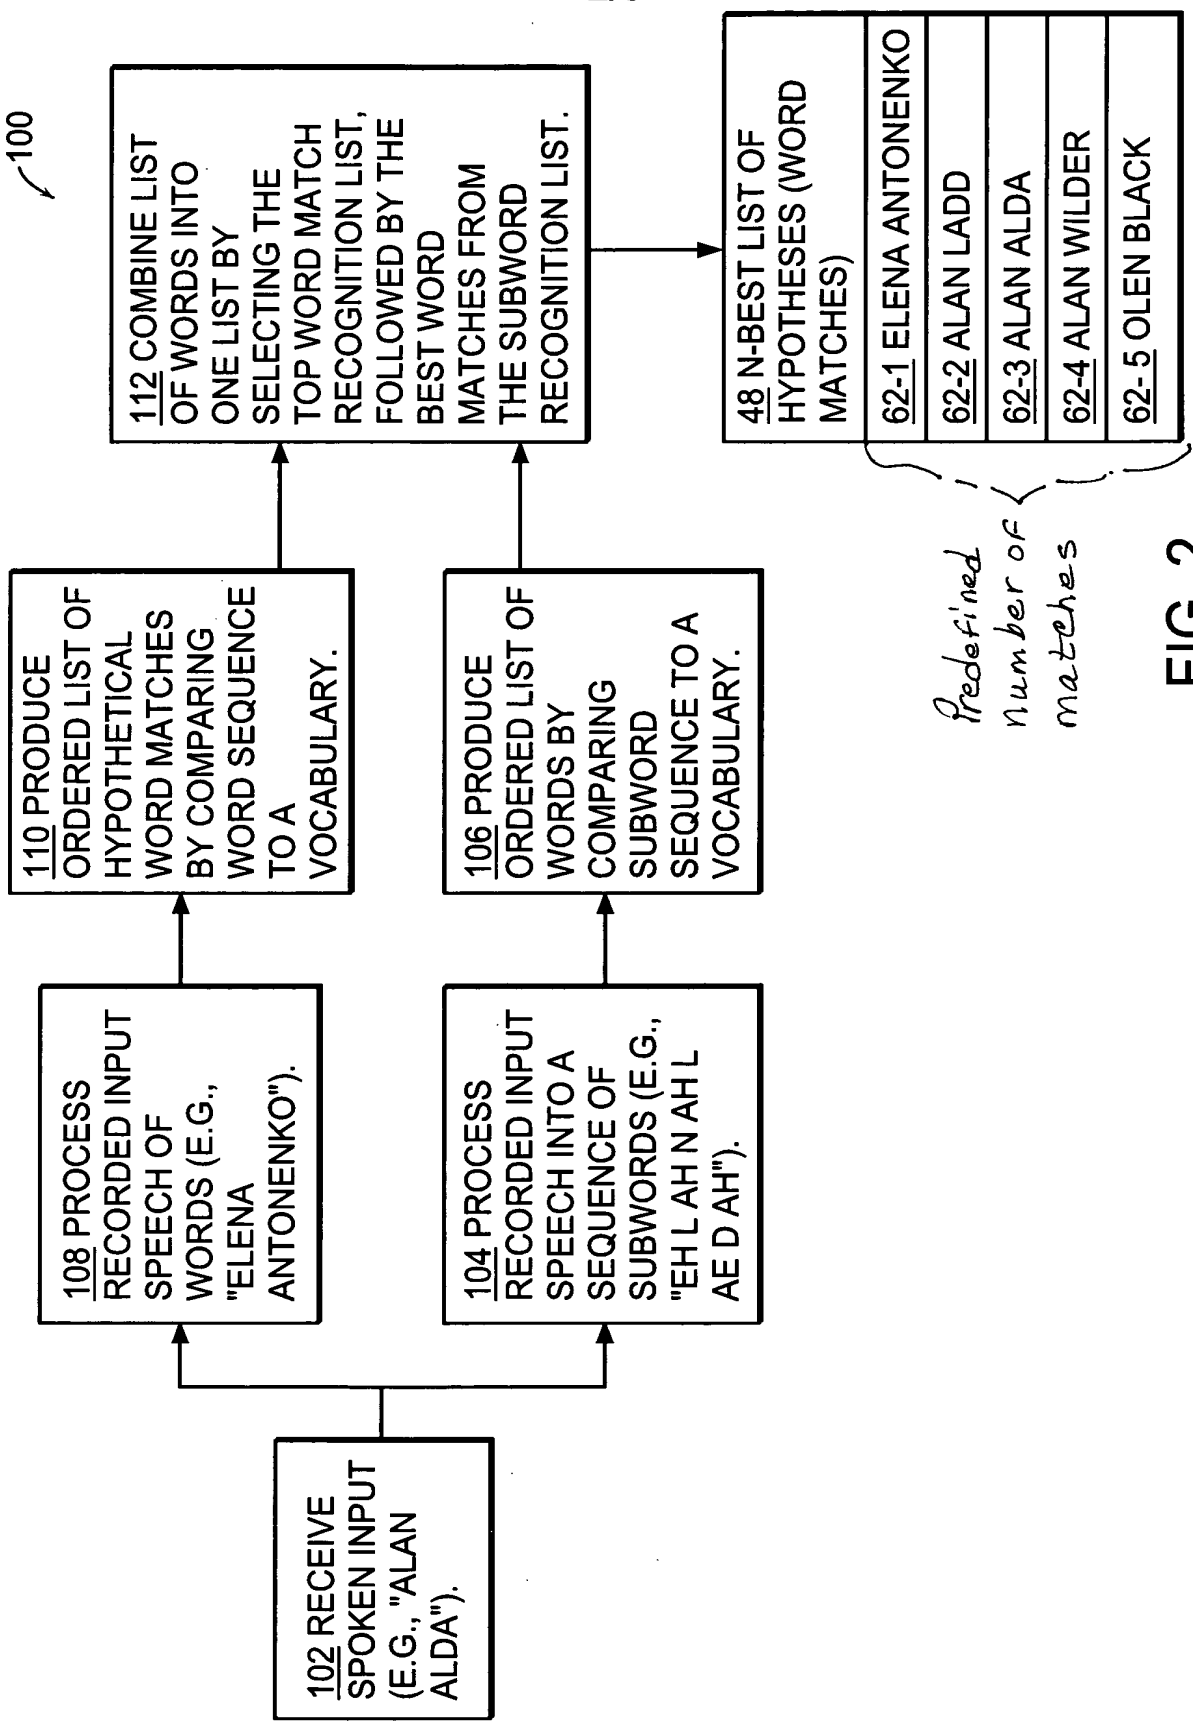 100
102 RECEIVE
SPOKEN INPUT
(E.G., "ALAN
ALDA").
108 PROCESS
RECORDED INPUT
SPEECH OF
WORDS (E.G.,
"ELENA
ANTONENKO").
104 PROCESS
RECORDED INPUT
SPEECH INTO A
SEQUENCE OF
SUBWORDS (E.G.,
"EH L AH N AH L
AE D AH").
110 PRODUCE
ORDERED LIST OF
HYPOTHETICAL
WORD MATCHES
BY COMPARING
WORD SEQUENCE
TO A
VOCABULARY.
106 PRODUCE
ORDERED LIST OF
WORDS BY
COMPARING
SUBWORD
SEQUENCE TO A
VOCABULARY.
112 COMBINE LIST
OF WORDS INTO
ONE LIST BY
SELECTING THE
TOP WORD MATCH
RECOGNITION LIST,
FOLLOWED BY THE
BEST WORD
MATCHES FROM
THE SUBWORD
RECOGNITION LIST.
48 N-BEST LIST OF
HYPOTHESES (WORD
MATCHES)
62-1 ELENA ANTONENKO
62-2 ALAN LADD
62-3 ALAN ALDA
62-4 ALAN WILDER
62- 5 OLEN BLACK
Predefined
number of
matches
FIG. 2